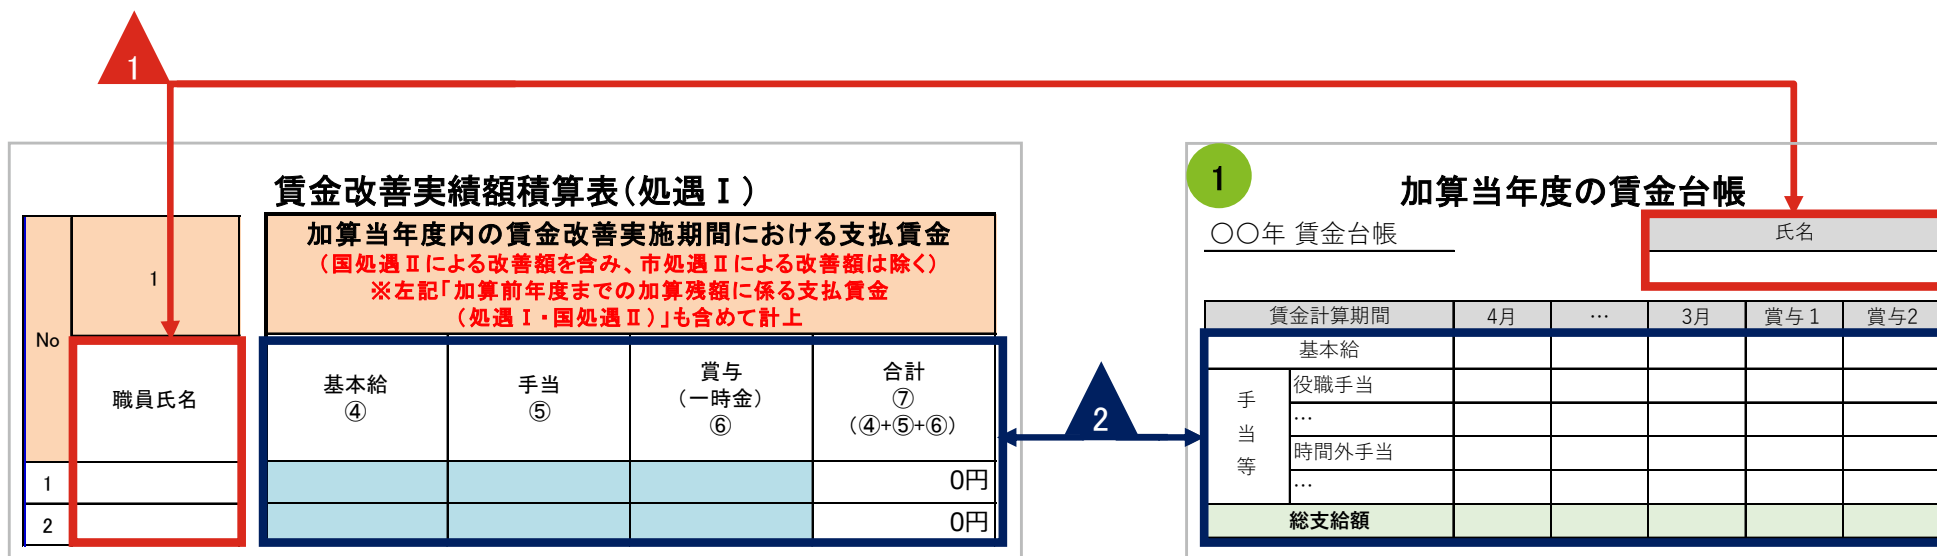 1
賃金改善実績額積算表（処遇Ⅰ）
No
1
職員氏名
加算当年度内の賃金改善実施期間における支払賃金
（国処遇Ⅱによる改善額を含み、市処遇Ⅱによる改善額は除く）
※左記「加算前年度までの加算残額に係る支払賃金
（処遇Ⅰ・国処遇Ⅱ）」も含めて計上
基本給
④
手当
⑤
賞与
（一時金）
⑥
合計
⑦
（④+⑤+⑥）
1
0円
2
0円
2
1
加算当年度の賃金台帳
〇〇年 賃金台帳
氏名
賃金計算期間 4月 … 3月 賞与１ 賞与2
基本給
手当等
役職手当
…
時間外手当
…
総支給額